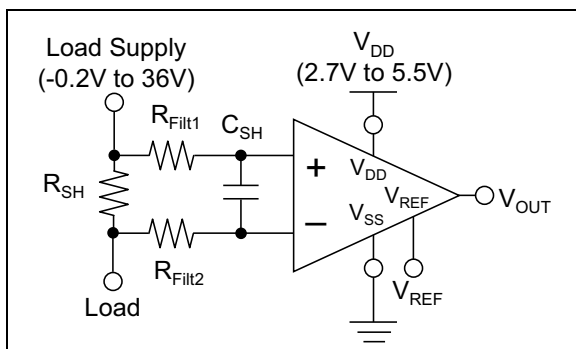 Load Supply
(-0.2V to 36V)
V_DD
(2.7V to 5.5V)
R_Filt1
C_SH
R_SH
+
V_DD
V_REF
V_SS
−
V_OUT
R_Filt2
V_REF
Load